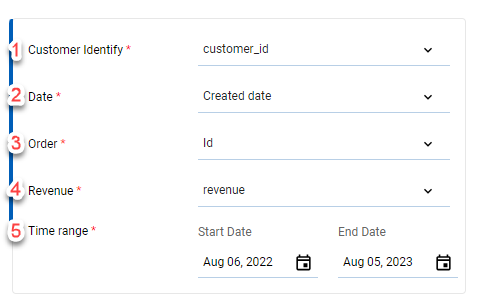 1 Customer Identify * customer_id
2 Date * Created date
3 Order * Id
4 Revenue * revenue
5 Time range * Start Date End Date
Aug 06, 2022 Aug 05, 2023